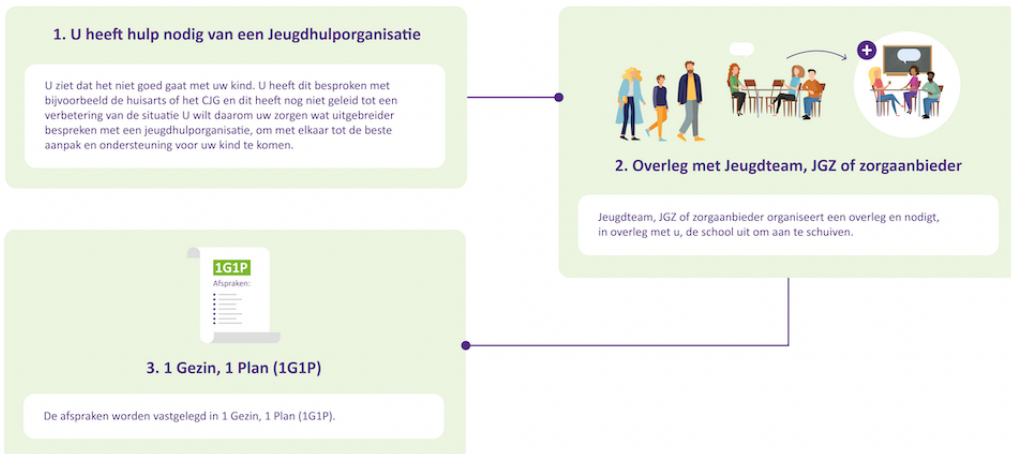 1. U heeft hulp nodig van een Jeugdhulporganisatie
U ziet dat het niet goed gaat met uw kind. U heeft dit besproken met
bijvoorbeeld de huisarts of het CJG en dit heeft nog niet geleid tot een
verbetering van de situatie U wilt daarom uw zorgen wat uitgebreider
bespreken met een jeugdhulporganisatie, om met elkaar tot de beste
aanpak en ondersteuning voor uw kind te komen.
2. Overleg met Jeugdteam, JGZ of zorgaanbieder
Jeugdteam, JGZ of zorgaanbieder organiseert een overleg en nodigt,
in overleg met u, de school uit om aan te schuiven.
1G1P
Afspraken:
3. 1 Gezin, 1 Plan (1G1P)
De afspraken worden vastgelegd in 1 Gezin, 1 Plan (1G1P).